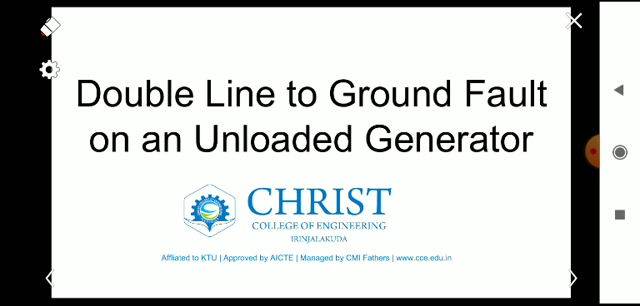 Double Line to Ground Fault
on an Unloaded Generator
CHRIST
COLLEGE OF ENGINEERING
IRINJALAKUDA
Affliated to KTU | Approved by AICTE | Managed by CMI Fathers | www.cce.edu.in